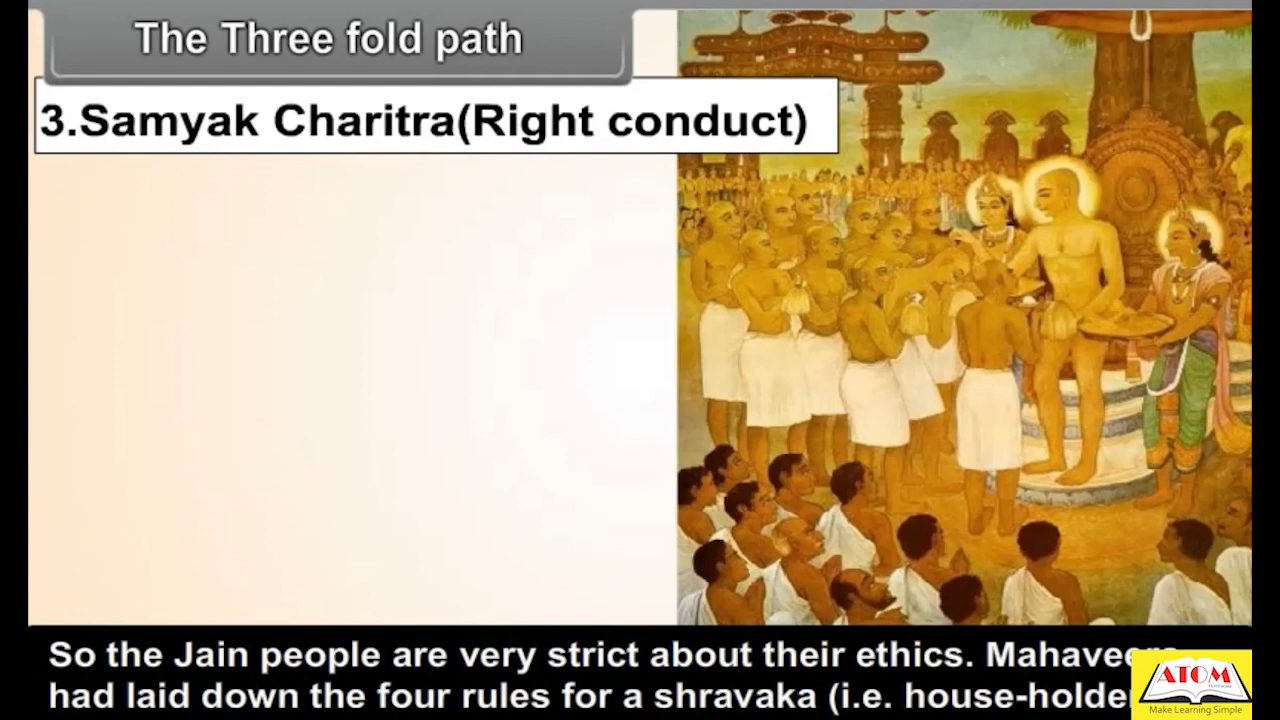 The Three fold path
3.Samyak Charitra(Right conduct)
So the Jain people are very strict about their ethics.
had laid down the four rules for a shravaka (i.e.
ATOM
Make Learning Simple